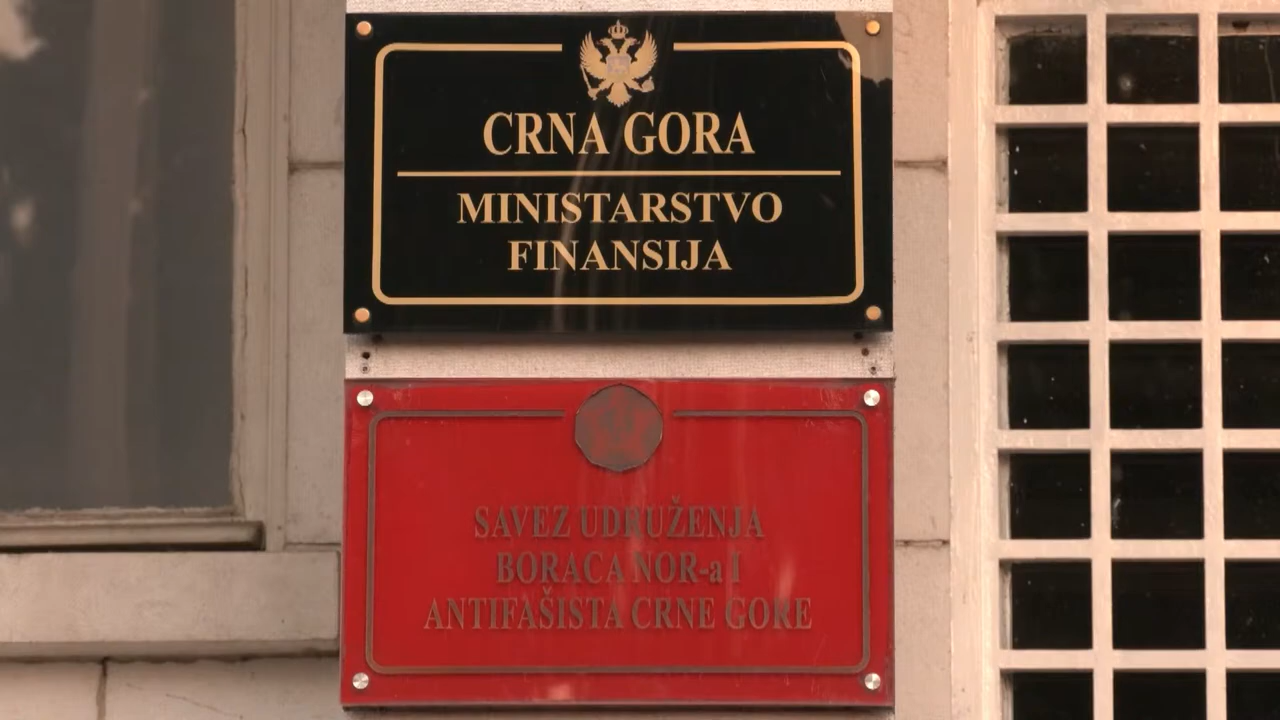 CRNA GORA
MINISTARSTVO
FINANSIJA
SAVEZ UDRUŽENJA
BORACA NOR-a I
ANTIFAŠISTA CRNE GORE